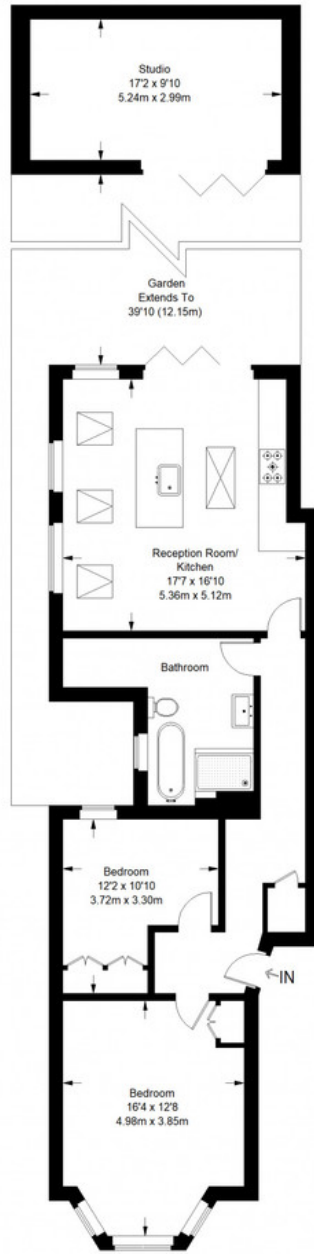 Studio
17'2 x 9'10
5.24m x 2.99m
Garden
Extends To
39'10 (12.15m)
Reception Room/
Kitchen
17'7 x 16'10
5.36m x 5.12m
Bathroom
Bedroom
12'2 x 10'10
3.72m x 3.30m
IN
Bedroom
16'4 x 12'8
4.98m x 3.85m